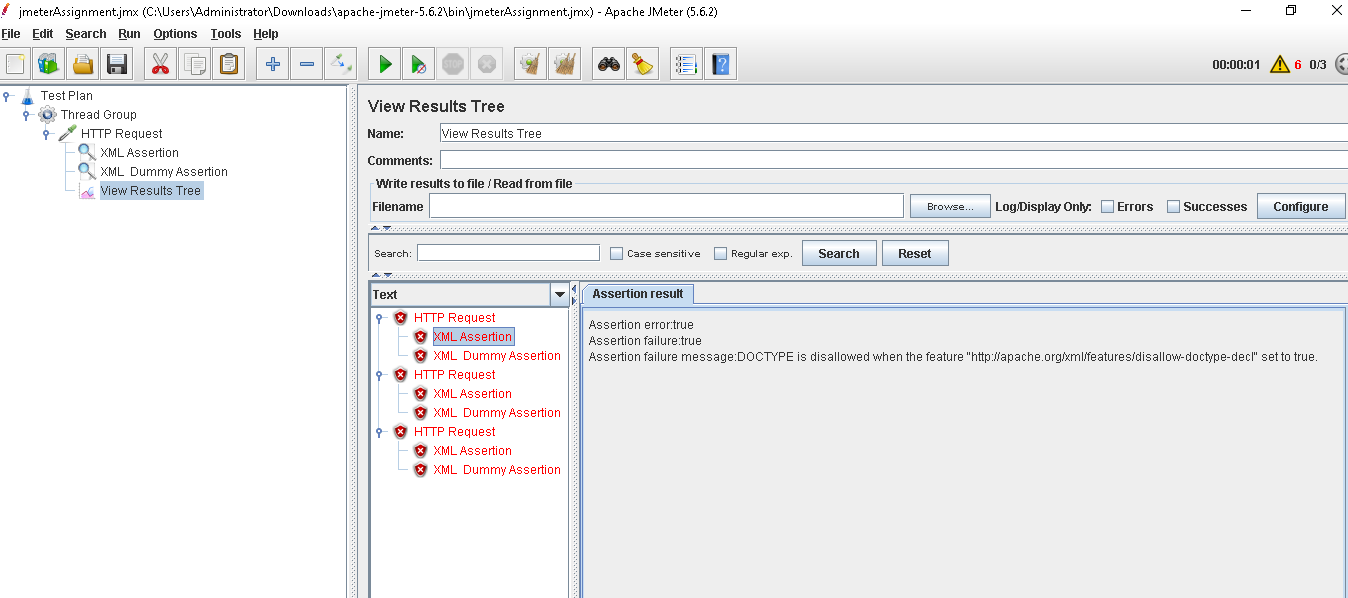 jmeterAssignment.jmx (C:\Users\Administrator\Downloads\apache-jmeter-5.6.2\bin\jmeterAssignment.jmx) - Apache JMeter (5.6.2)
File Edit Search Run Options Tools Help
STOP
00:00:01 6 0/3
Test Plan
Thread Group
HTTP Request
XML Assertion
XML Dummy Assertion
View Results Tree
View Results Tree
Name: View Results Tree
Comments:
Write results to file / Read from file
Filename Browse... Log/Display Only: Errors Successes Configure
Search: Case sensitive Regular exp. Search Reset
Text
HTTP Request
XML Assertion
XML Dummy Assertion
HTTP Request
XML Assertion
XML Dummy Assertion
HTTP Request
XML Assertion
XML Dummy Assertion
Assertion result
Assertion error:true
Assertion failure:true
Assertion failure message:DOCTYPE is disallowed when the feature "http://apache.org/xml/features/disallow-doctype-decl" set to true.